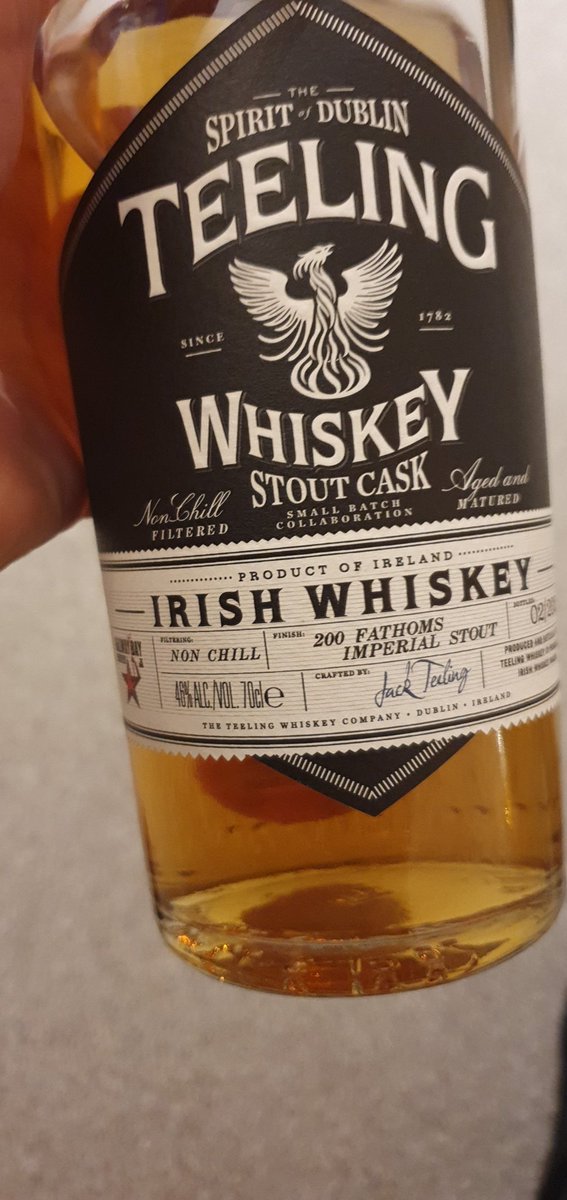 THE
SPIRIT of DUBLIN
TEELING
SINCE 1782
WHISKEY
STOUT CASK
Non Chill
FILTERED
SMALL BATCH
COLLABORATION
Aged and
MATURED
PRODUCT OF IRELAND
IRISH WHISKEY
FILTERING:
NON CHILL
FINISH:
200 FATHOMS
IMPERIAL STOUT
BOTTLED:
46% ALC./VOL. 70cl e
CRAFTED BY:
Jack Teeling
THE TEELING WHISKEY COMPANY • DUBLIN • IRELAND